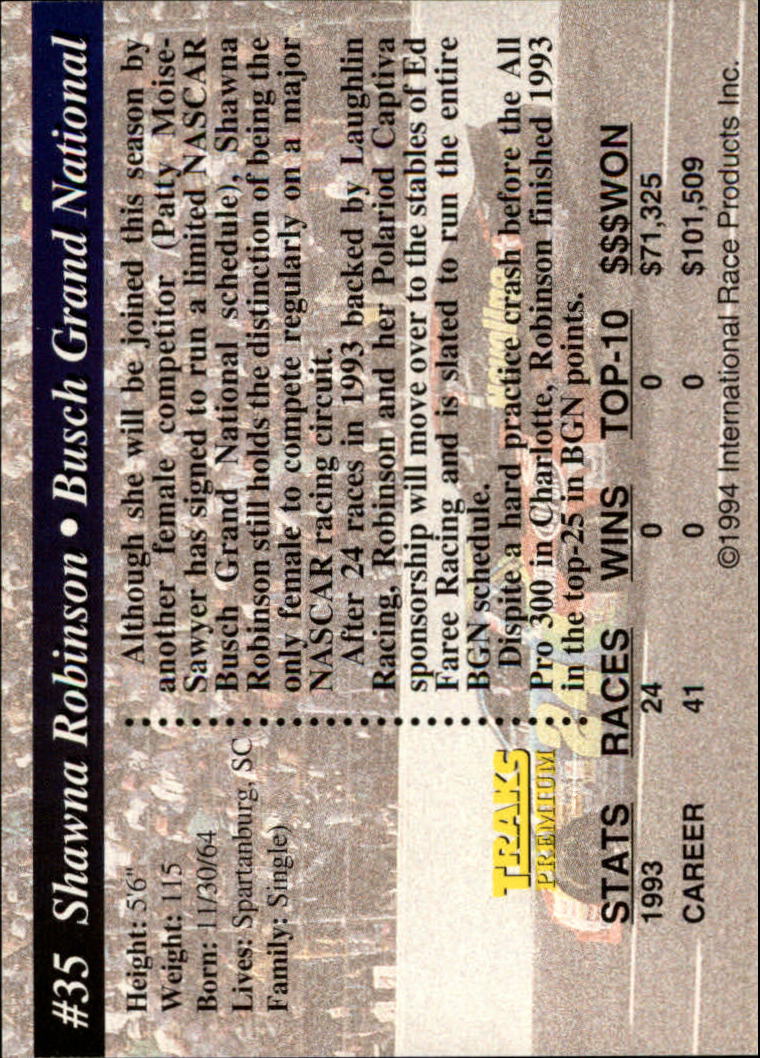 #35 Shawna Robinson • Busch Grand National
Height: 5'6"
Weight: 115
Born: 11/30/64
Lives: Spartanburg, SC
Family: Single)
Although she will be joined this season by
another female competitor (Patty Moise-
Sawyer has signed to run a limited NASCAR
Busch Grand National schedule), Shawna
Robinson still holds the distinction of being the
only female to compete regularly on a major
NASCAR racing circuit.
After 24 races in 1993 backed by Laughlin
Racing, Robinson and her Polariod Captiva
sponsorship will move over to the stables of Ed
Faree Racing and is slated to run the entire
BGN schedule.
Dispite a hard practice crash before the All
Pro 300 in Charlotte, Robinson finished 1993
in the top-25 in BGN points.
TRAKS
PREMIUM
STATS RACES WINS TOP-10 $$$WON
1993 24 0 0 $71,325
CAREER 41 0 0 $101,509
©1994 International Race Products Inc.